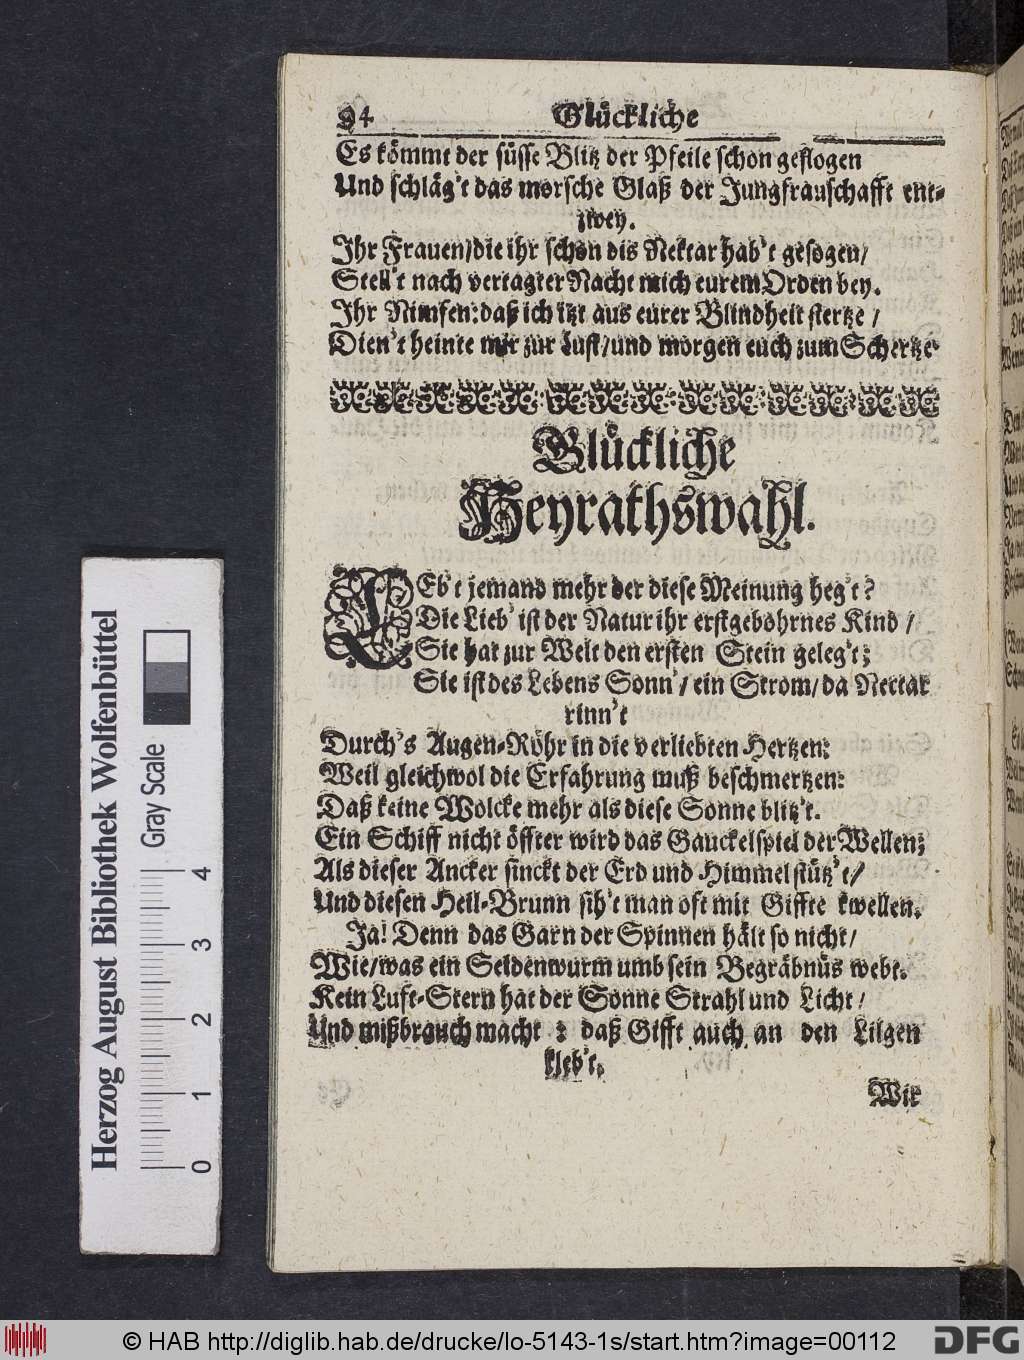 94 Glückliche
Es kömmt der süsse Blitz der Pfeile schon geflogen
Und schläg't das morsche Glaß der Jungfrauschafft ent-
zwey.
Ihr Frauen/die ihr schon dis Nektar hab't gesogen/
Stell't nach vertagter Nacht mich eurem Orden bey.
Ihr Nimfen: daß ich itzt aus eurer Blindheit stertze /
Dien't heinte mir zur Lust/und morgen euch zum Schertze
Glückliche
Heyrathswahl.
LEb't jemand mehr der diese Meinung heg't?
Die Lieb' ist der Natur ihr erstgebohrnes Kind /
Sie hat zur Welt den ersten Stein geleg't;
Sie ist des Lebens Sonn'/ ein Strom/ da Nectar
rinn't
Durch's Augen-Röhr in die verliebten Hertzen:
Weil gleichwol die Erfahrung muß beschmertzen:
Daß keine Wolcke mehr als diese Sonne blitz't.
Ein Schiff nicht öffter wird das Gauckelspiel der Wellen;
Als dieser Ancker sinckt der Erd und Himmel stütz't/
Und diesen Heil-Brunn sih't man oft mit Giffte kwellen.
Ja! Denn das Garn der Spinnen hält so nicht/
Wie/was ein Seidenwurm umb sein Begräbnüs webt.
Kein Luft-Stern hat der Sonne Strahl und Licht/
Und mißbrauch macht: daß Gifft auch an den Lilgen
kleb't.
Wir
Herzog August Bibliothek Wolfenbüttel
Gray Scale
0 1 2 3 4
© HAB http://diglib.hab.de/drucke/lo-5143-1s/start.htm?image=00112
DFG